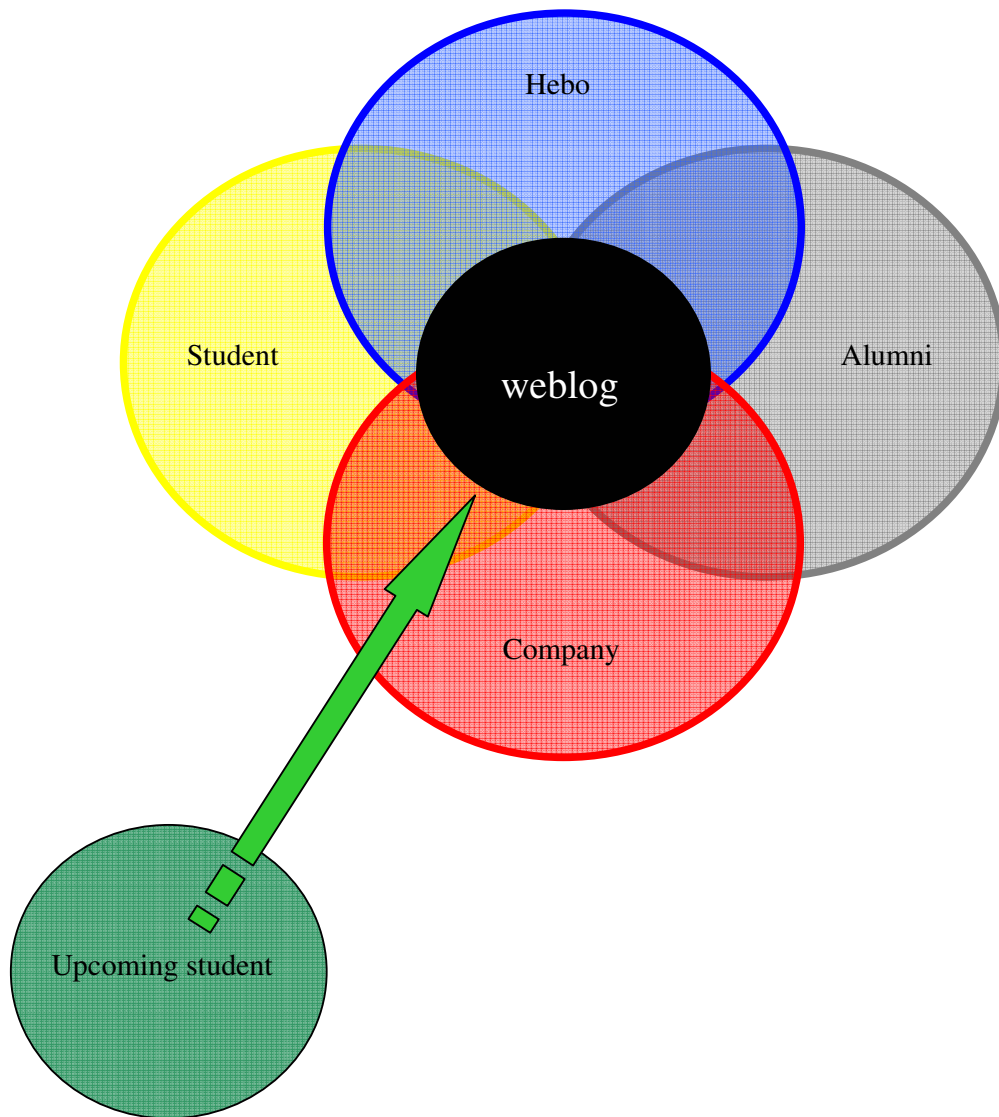 Hebo
Student
Alumni
weblog
Company
Upcoming student